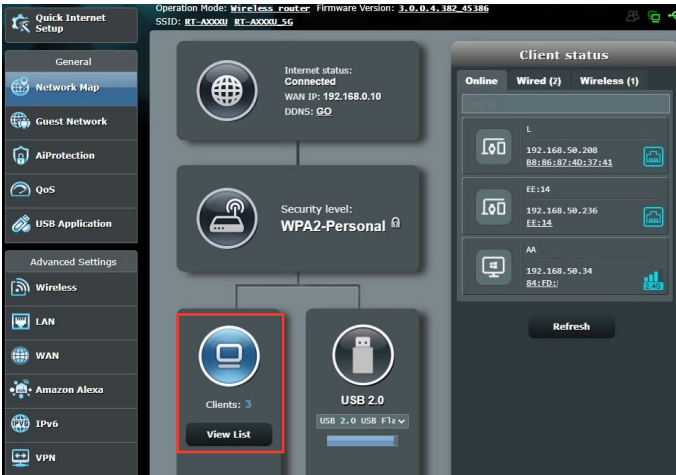 Quick Internet
Setup
General
Network Map
Guest Network
AiProtection
QoS
USB Application
Advanced Settings
Wireless
LAN
WAN
Amazon Alexa
IPv6
VPN
Operation Mode: Wireless router Firmware Version: 3.0.0.4.382_45386
SSID: RT-AXXXU RT-AXXXU_5G
Internet status:
Connected
WAN IP: 192.168.0.10
DDNS: GO
Security level:
WPA2-Personal
Clients: 3
View List
USB 2.0
USB 2.0 USB Fla
Client status
Online Wired (2) Wireless (1)
L
192.168.50.208
B8:86:87:4D:37:41
EE:14
192.168.50.236
EE:14
AA
192.168.50.34
84:FD:
2.4G
Refresh